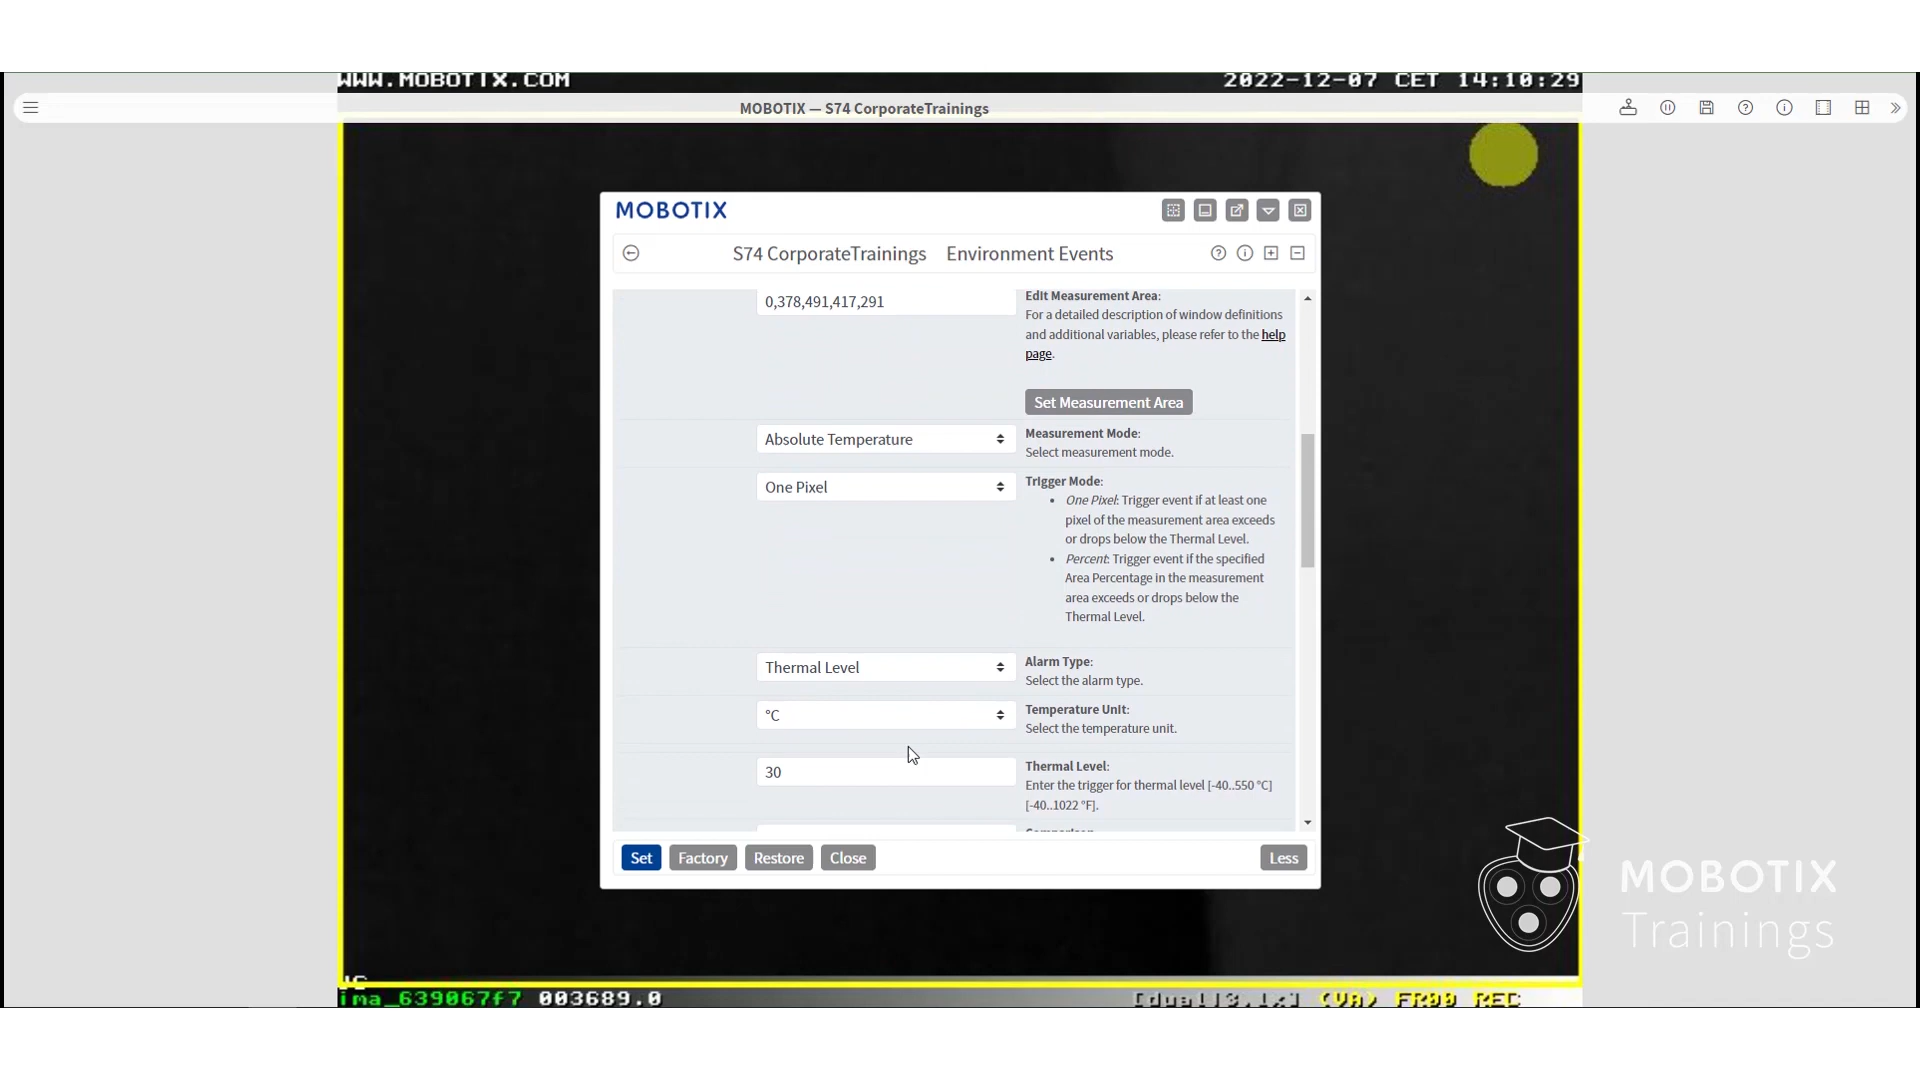 WWW.MOBOTIX.COM
2022-12-07 CET 14:10:29
MOBOTIX — S74 CorporateTrainings
MOBOTIX
S74 CorporateTrainings Environment Events
0,378,491,417,291
Edit Measurement Area:
For a detailed description of window definitions
and additional variables, please refer to the help
page.
Set Measurement Area
Absolute Temperature
Measurement Mode:
Select measurement mode.
One Pixel
Trigger Mode:
One Pixel: Trigger event if at least one
pixel of the measurement area exceeds
or drops below the Thermal Level.
Percent: Trigger event if the specified
Area Percentage in the measurement
area exceeds or drops below the
Thermal Level.
Thermal Level
Alarm Type:
Select the alarm type.
°C
Temperature Unit:
Select the temperature unit.
30
Thermal Level:
Enter the trigger for thermal level [-40..550 °C]
[-40..1022 °F].
Set
Factory
Restore
Close
Less
MOBOTIX
Trainings
ima_639067f7 003689.0
(VA) FR00 REC